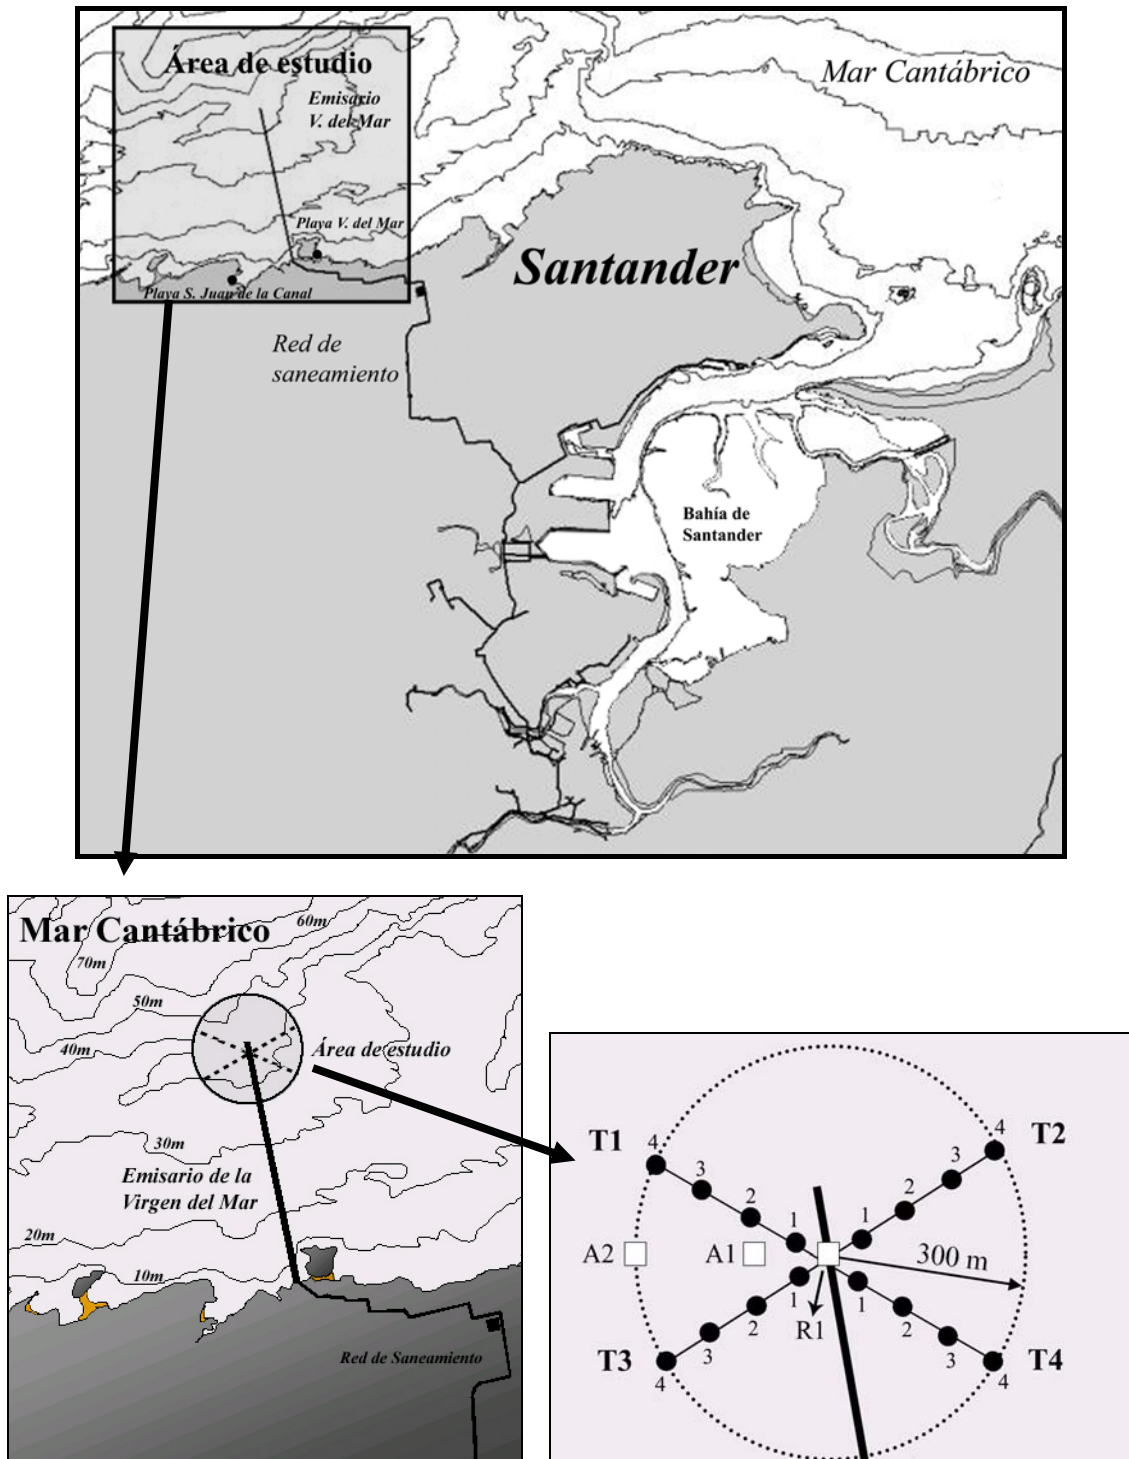 Área de estudio
Mar Cantábrico
Emisario
V. del Mar
Playa V. del Mar
Santander
Playa S. Juan de la Canal
Red de
saneamiento
Bahía de
Santander
Mar Cantábrico
60m
70m
50m
40m
Área de estudio
30m
Emisario de la
Virgen del Mar
20m
10m
Red de Saneamiento
T1
4
3
2
1
T2
4
3
2
1
A2
A1
300 m
R1
T3
1
2
3
4
T4
1
2
3
4